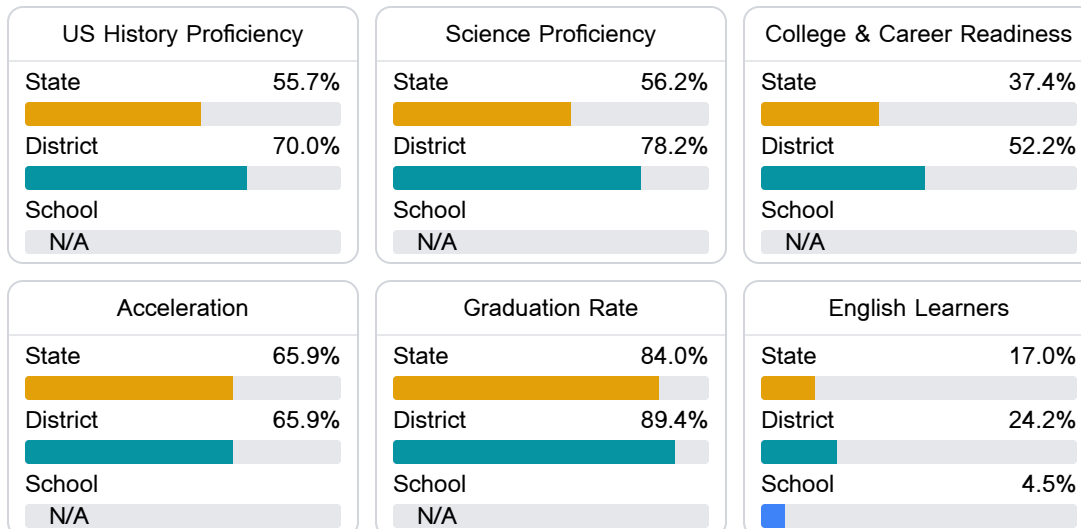 US History Proficiency
State 55.7%
District 70.0%
School
N/A
Science Proficiency
State 56.2%
District 78.2%
School
N/A
College & Career Readiness
State 37.4%
District 52.2%
School
N/A
Acceleration
State 65.9%
District 65.9%
School
N/A
Graduation Rate
State 84.0%
District 89.4%
School
N/A
English Learners
State 17.0%
District 24.2%
School 4.5%